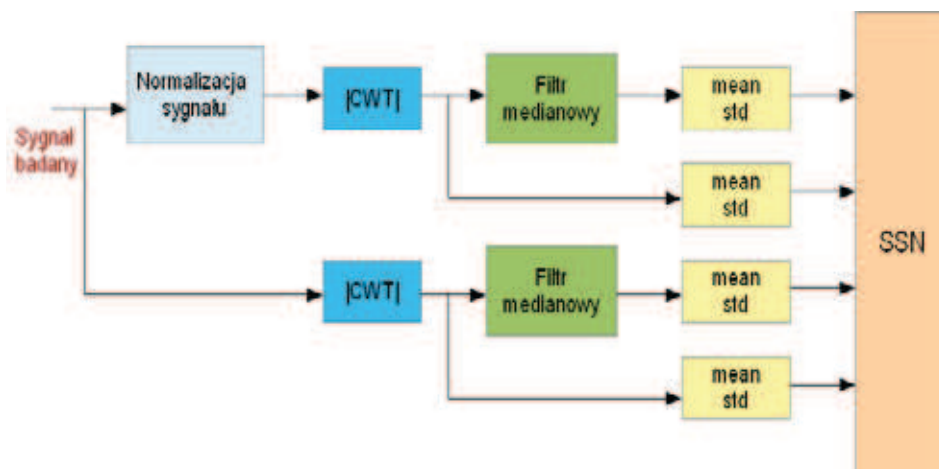 Normalizacja
sygnału
|CWT|
Filtr
medianowy
mean
std
Sygnał
badany
mean
std
SSN
|CWT|
Filtr
medianowy
mean
std
mean
std